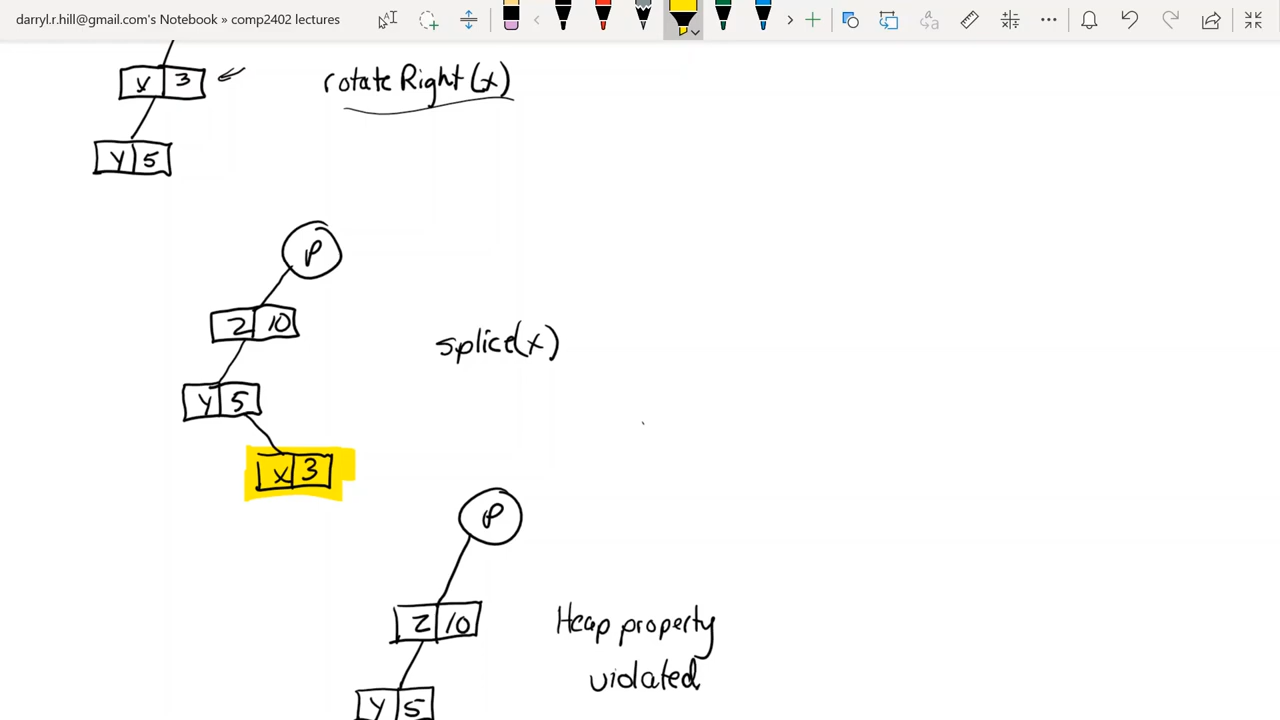 darryl.r.hill@gmail.com's Notebook » comp2402 lectures
x 3
rotateRight(x)
y 5
P
z 10
splice(x)
y 5
x 3
P
z 10
Heap property
violated
y 5